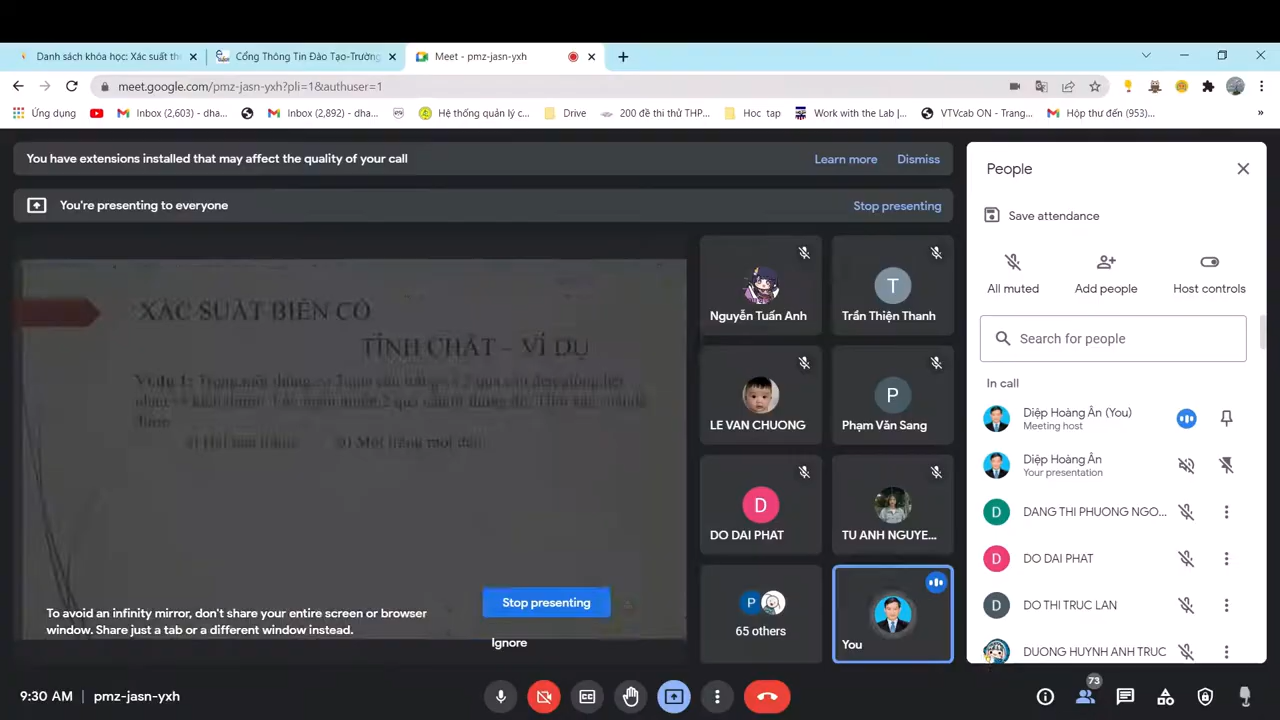 Danh sách khóa học: Xác suất th
Cổng Thông Tin Đào Tạo-Trường
Meet - pmz-jasn-yxh
meet.google.com/pmz-jasn-yxh?pli=1&authuser=1
Ứng dụng
Inbox (2,603) - dha...
Inbox (2,892) - dha...
Hệ thống quản lý c...
Drive
200 đề thi thử THP...
Hoc tap
Work with the Lab |...
VTVcab ON - Trang...
Hộp thư đến (953)...
You have extensions installed that may affect the quality of your call
Learn more
Dismiss
You're presenting to everyone
Stop presenting
XÁC SUẤT BIẾN CỐ
TÍNH CHẤT – VÍ DỤ
Ví dụ 1:
To avoid an infinity mirror, don't share your entire screen or browser
window. Share just a tab or a different window instead.
Stop presenting
Ignore
Nguyễn Tuấn Anh
T
Trần Thiện Thanh
LE VAN CHUONG
P
Phạm Văn Sang
D
DO DAI PHAT
TU ANH NGUYE...
P
65 others
You
People
Save attendance
All muted
Add people
Host controls
Search for people
In call
Diệp Hoàng Ân (You)
Meeting host
Diệp Hoàng Ân
Your presentation
D
DANG THI PHUONG NGO...
D
DO DAI PHAT
D
DO THI TRUC LAN
DUONG HUYNH ANH TRUC
9:30 AM | pmz-jasn-yxh
73